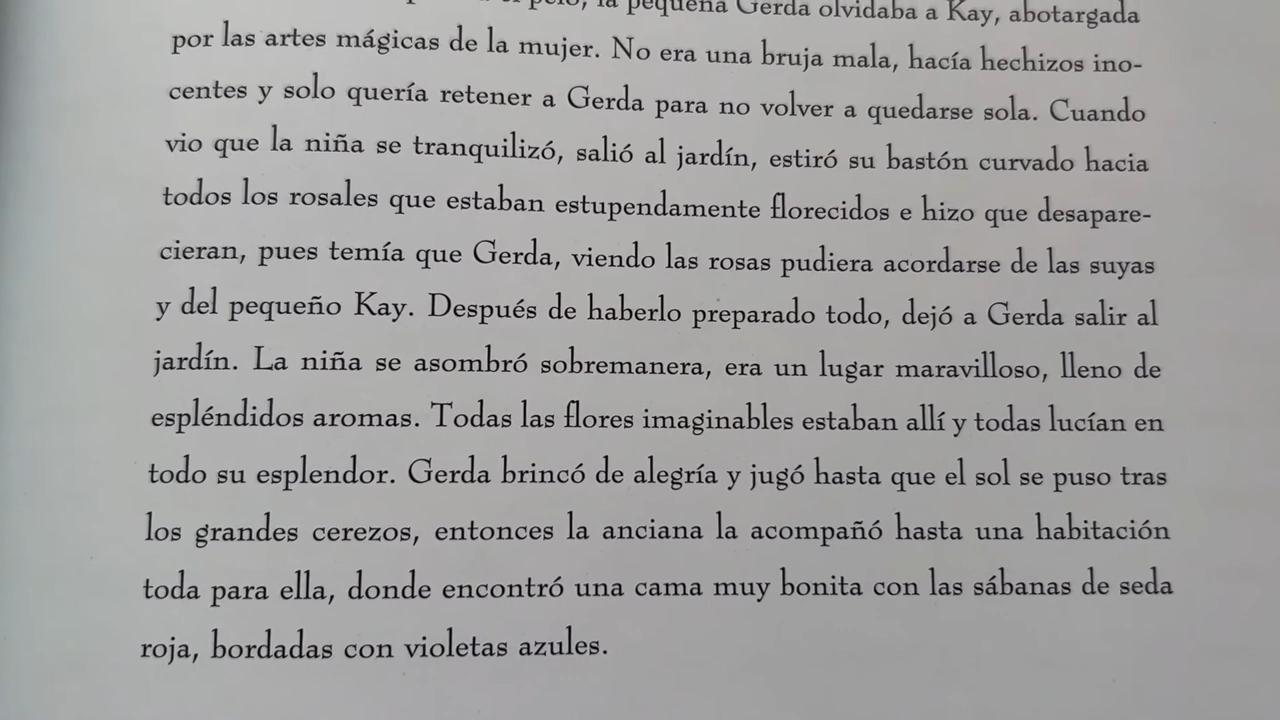 la pequeña Gerda olvidaba a Kay, abotargada
por las artes mágicas de la mujer. No era una bruja mala, hacía hechizos ino-
centes y solo quería retener a Gerda para no volver a quedarse sola. Cuando
vio que la niña se tranquilizó, salió al jardín, estiró su bastón curvado hacia
todos los rosales que estaban estupendamente florecidos e hizo que desapare-
cieran, pues temía que Gerda, viendo las rosas pudiera acordarse de las suyas
y del pequeño Kay. Después de haberlo preparado todo, dejó a Gerda salir al
jardín. La niña se asombró sobremanera, era un lugar maravilloso, lleno de
espléndidos aromas. Todas las flores imaginables estaban allí y todas lucían en
todo su esplendor. Gerda brincó de alegría y jugó hasta que el sol se puso tras
los grandes cerezos, entonces la anciana la acompañó hasta una habitación
toda para ella, donde encontró una cama muy bonita con las sábanas de seda
roja, bordadas con violetas azules.